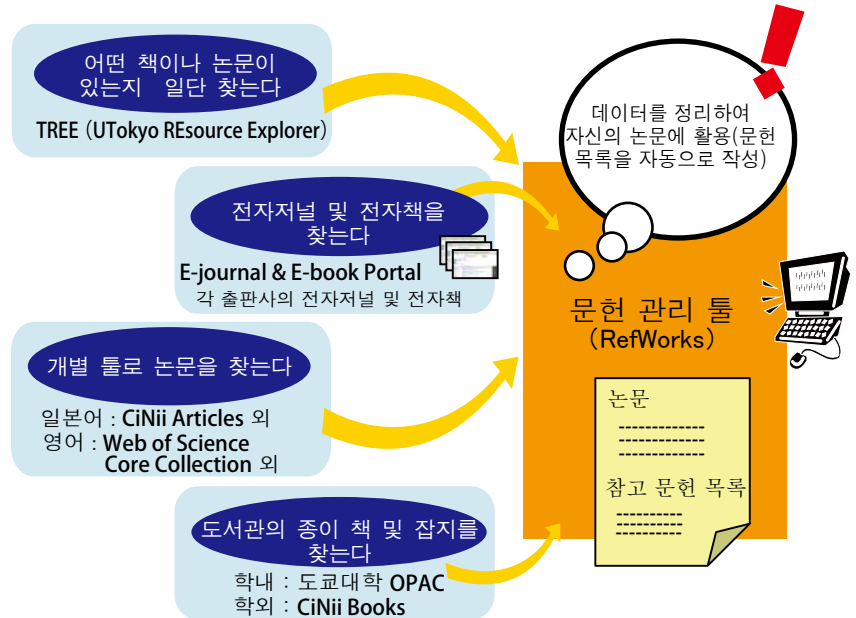 어떤 책이나 논문이
있는지 일단 찾는다
TREE (UTokyo REsource Explorer)
전자저널 및 전자책을
찾는다
E-journal & E-book Portal
각 출판사의 전자저널 및 전자책
개별 툴로 논문을 찾는다
일본어 : CiNii Articles 외
영어 : Web of Science
Core Collection 외
도서관의 종이 책 및 잡지를
찾는다
학내 : 도쿄대학 OPAC
학외 : CiNii Books
데이터를 정리하여
자신의 논문에 활용(문헌
목록을 자동으로 작성)
문헌 관리 툴
(RefWorks)
논문
참고 문헌 목록